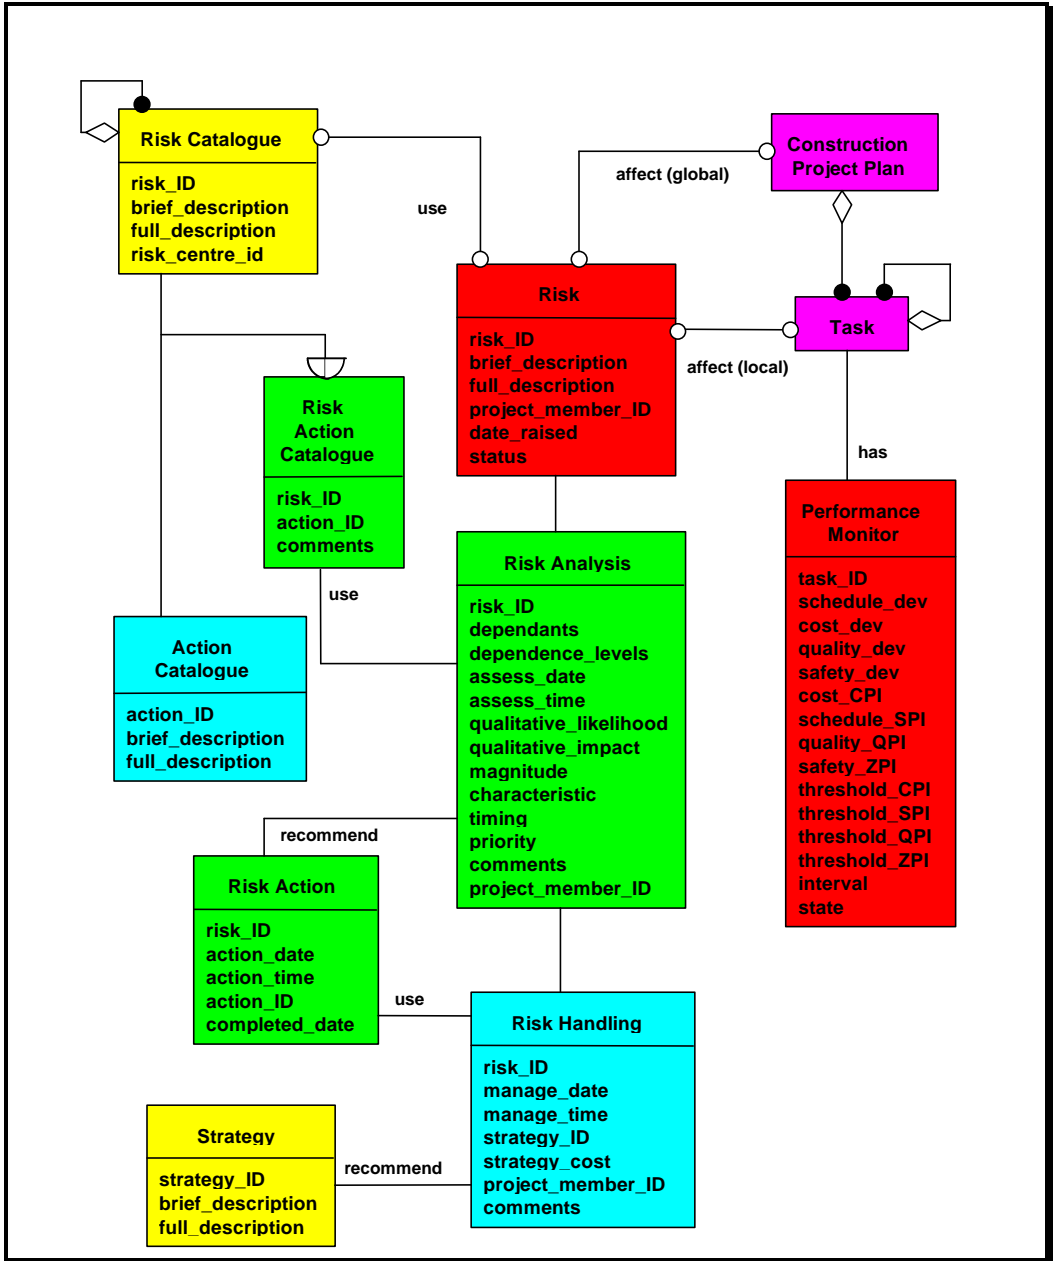 Risk Catalogue
risk_ID
brief_description
full_description
risk_centre_id
use
affect (global)
Construction
Project Plan
Risk
risk_ID
brief_description
full_description
project_member_ID
date_raised
status
affect (local)
Task
has
Risk
Action
Catalogue
risk_ID
action_ID
comments
use
Action
Catalogue
action_ID
brief_description
full_description
Risk Analysis
risk_ID
dependants
dependence_levels
assess_date
assess_time
qualitative_likelihood
qualitative_impact
magnitude
characteristic
timing
priority
comments
project_member_ID
Performance
Monitor
task_ID
schedule_dev
cost_dev
quality_dev
safety_dev
cost_CPI
schedule_SPI
quality_QPI
safety_ZPI
threshold_CPI
threshold_SPI
threshold_QPI
threshold_ZPI
interval
state
recommend
Risk Action
risk_ID
action_date
action_time
action_ID
completed_date
use
Risk Handling
risk_ID
manage_date
manage_time
strategy_ID
strategy_cost
project_member_ID
comments
Strategy
strategy_ID
brief_description
full_description
recommend